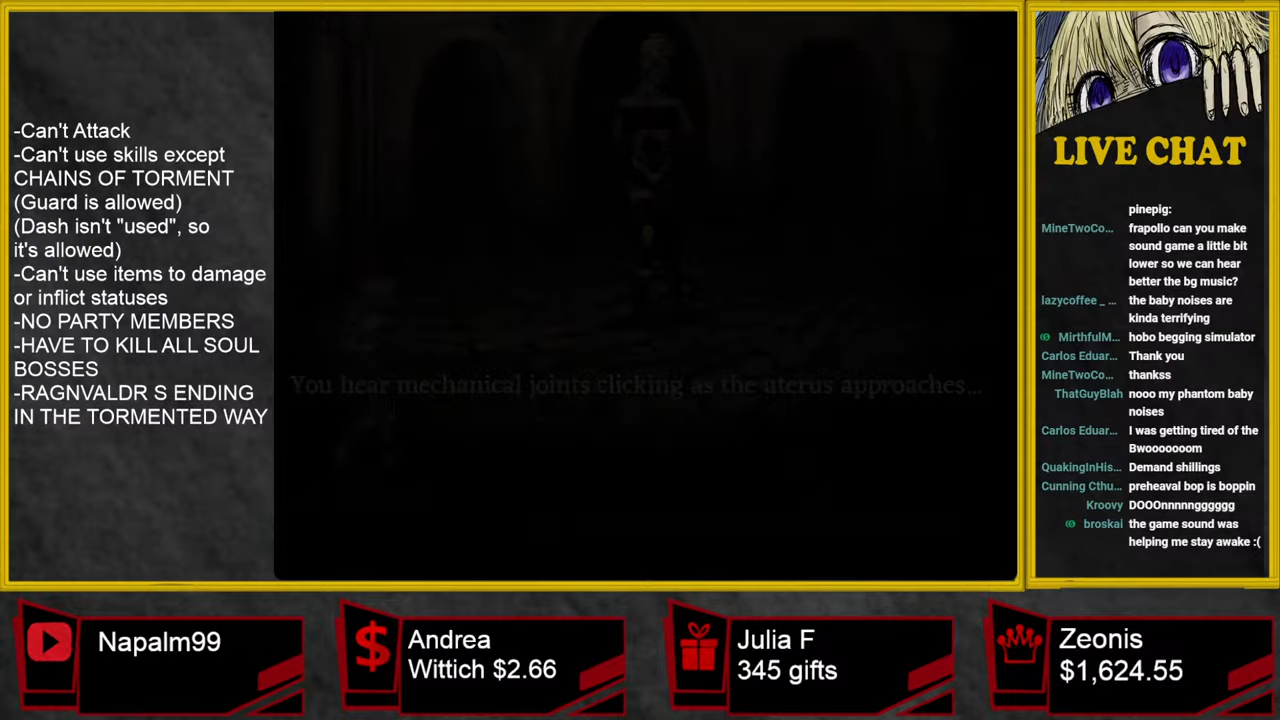 -Can't Attack
-Can't use skills except
CHAINS OF TORMENT
(Guard is allowed)
(Dash isn't "used", so
it's allowed)
-Can't use items to damage
or inflict statuses
-NO PARTY MEMBERS
-HAVE TO KILL ALL SOUL
BOSSES
-RAGNVALDR S ENDING
IN THE TORMENTED WAY
You hear mechanical joints clicking as the uterus approaches...
LIVE CHAT
pinepig:
MineTwoCo... frapollo can you make
sound game a little bit
lower so we can hear
better the bg music?
lazycoffee _ ... the baby noises are
kinda terrifying
MirthfulM... hobo begging simulator
Carlos Eduar... Thank you
MineTwoCo... thankss
ThatGuyBlah nooo my phantom baby
noises
Carlos Eduar... I was getting tired of the
Bwooooooom
QuakingInHis... Demand shillings
Cunning Cthu... preheaval bop is boppin
Kroovy DOOOnnnnngggggg
broskai the game sound was
helping me stay awake :(
Napalm99
Andrea
Wittich $2.66
Julia F
345 gifts
Zeonis
$1,624.55